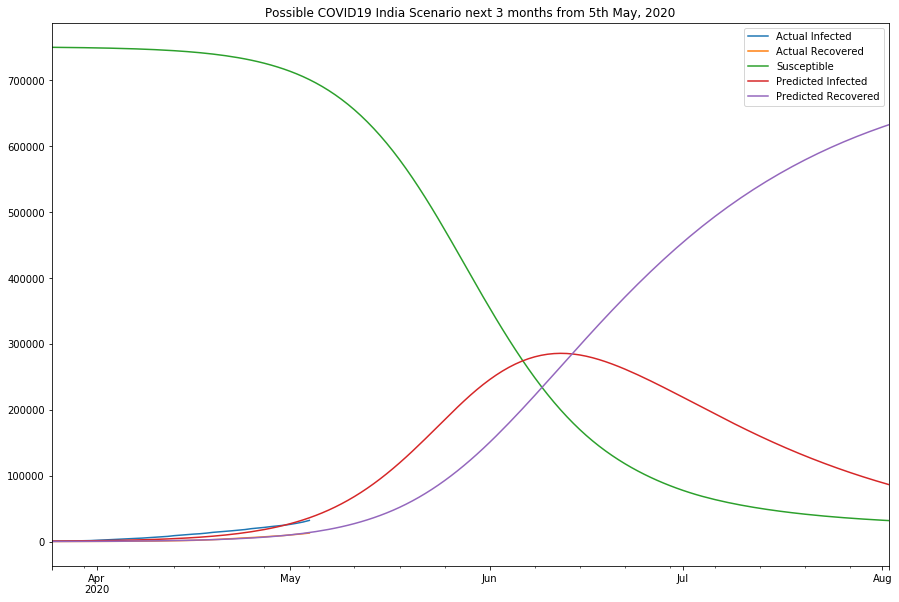 Possible COVID19 India Scenario next 3 months from 5th May, 2020
Actual Infected
Actual Recovered
Susceptible
Predicted Infected
Predicted Recovered
700000
600000
500000
400000
300000
200000
100000
0
Apr
2020
May
Jun
Jul
Aug